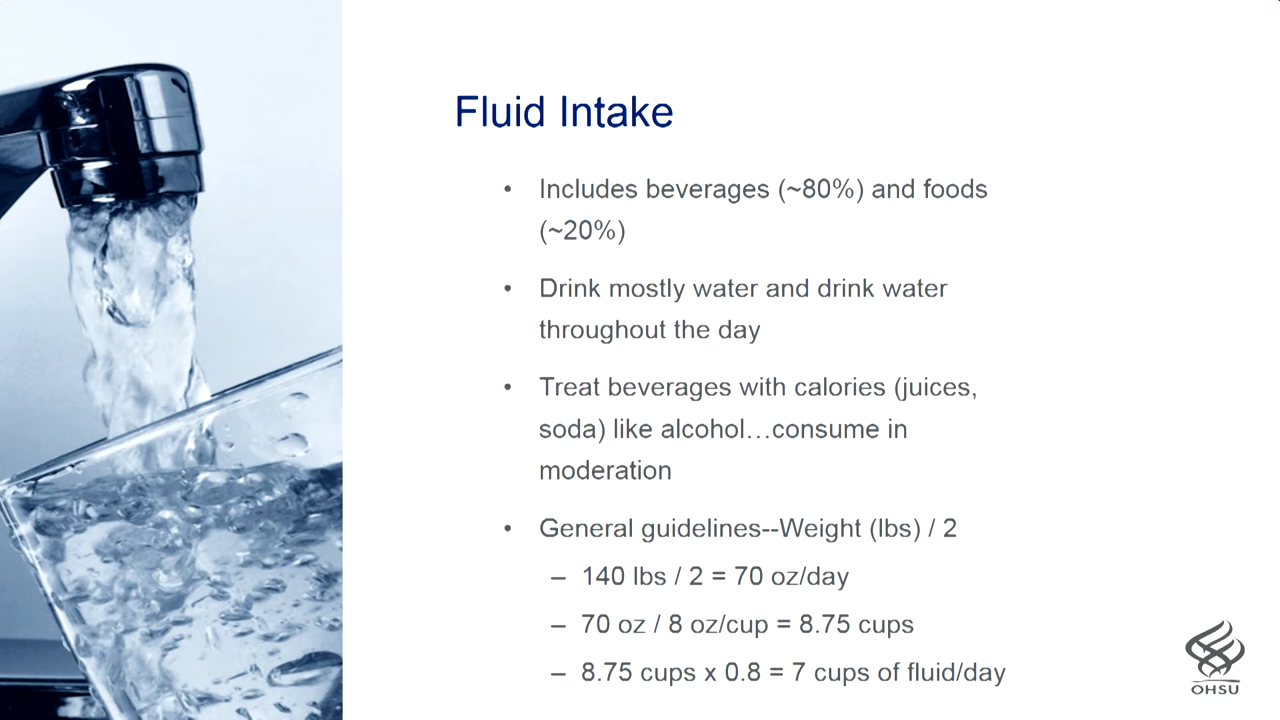 Fluid Intake
• Includes beverages (~80%) and foods
(~20%)
• Drink mostly water and drink water
throughout the day
• Treat beverages with calories (juices,
soda) like alcohol…consume in
moderation
• General guidelines--Weight (lbs) / 2
– 140 lbs / 2 = 70 oz/day
– 70 oz / 8 oz/cup = 8.75 cups
– 8.75 cups x 0.8 = 7 cups of fluid/day
OHSU